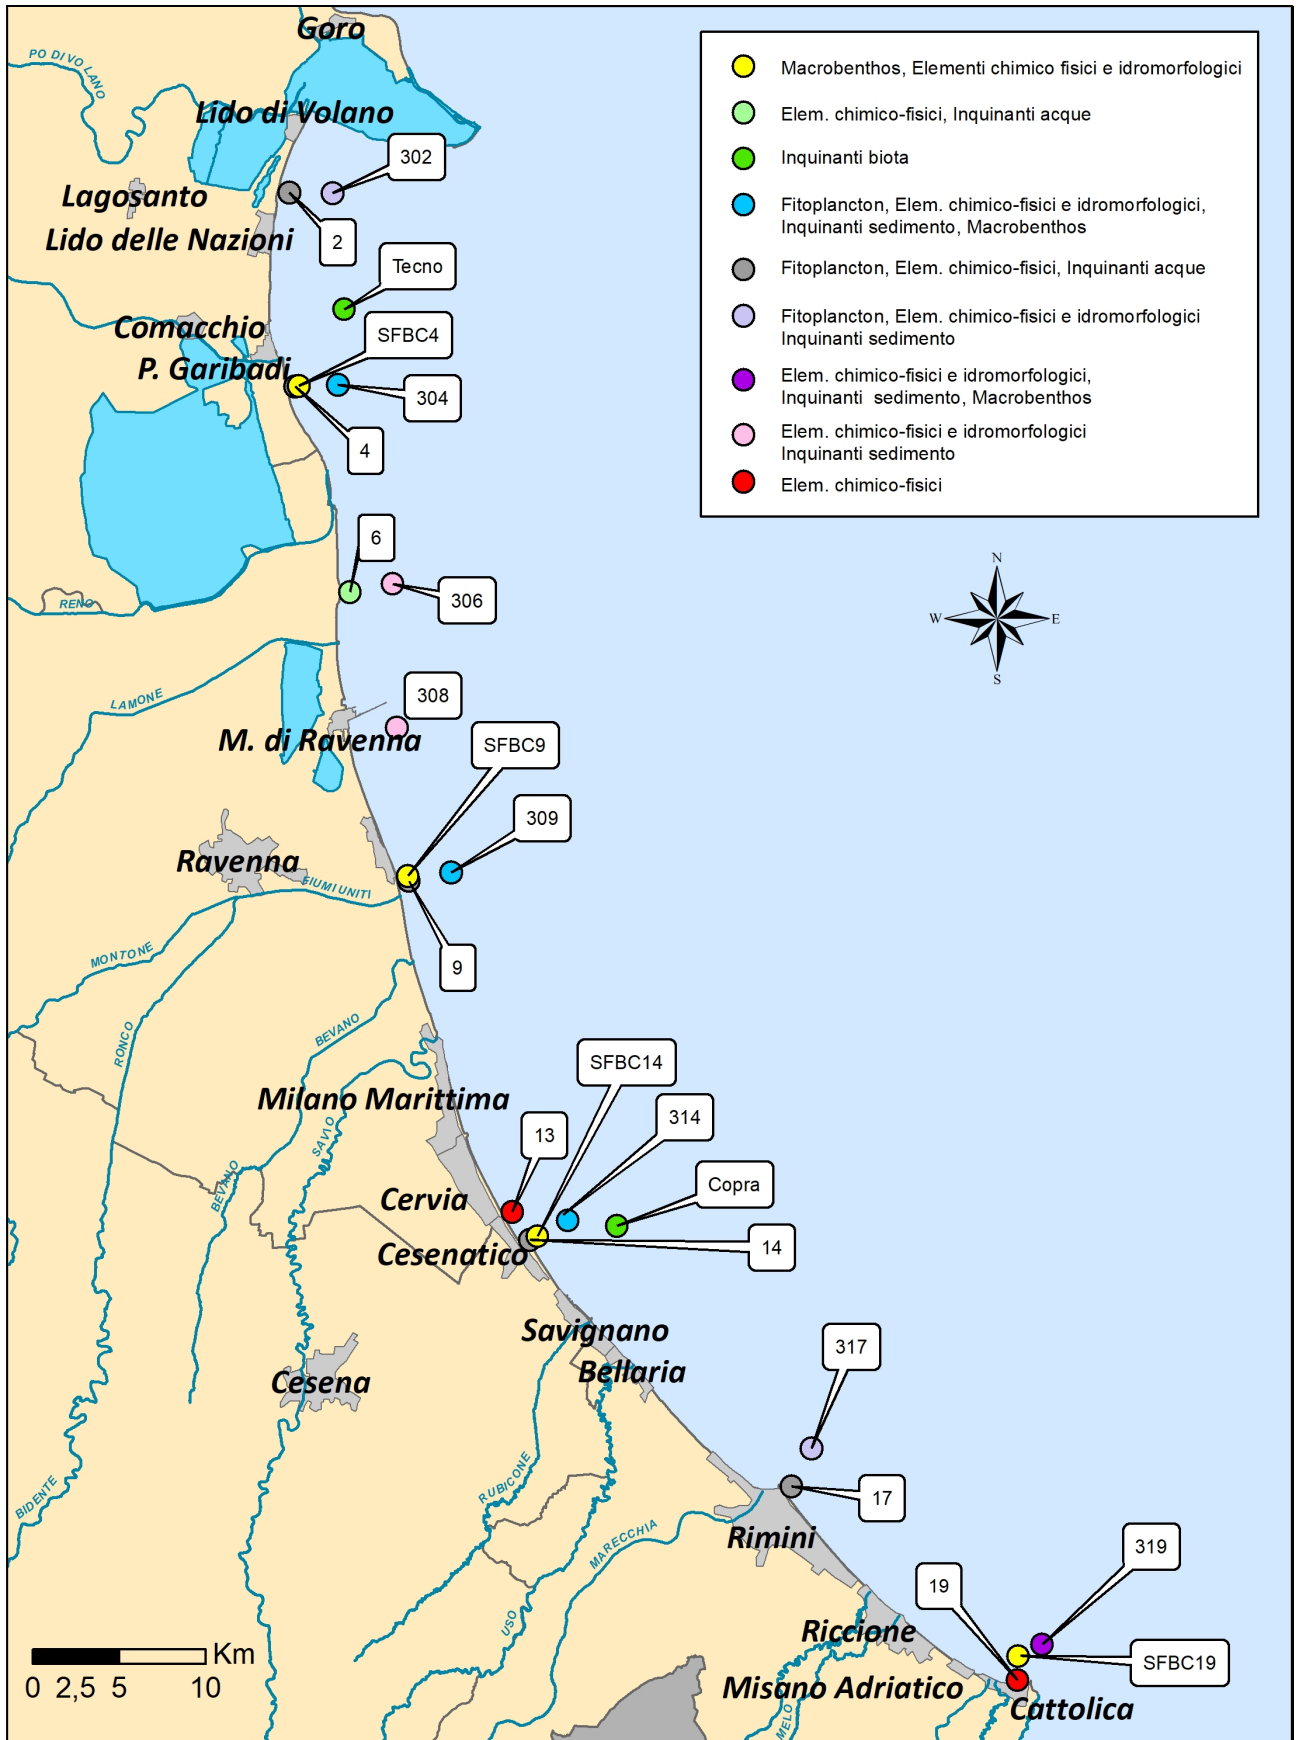 Goro
PO DI VOLANO
Lido di Volano
302
Lagosanto
Lido delle Nazioni
2
Tecno
Comacchio
SFBC4
P. Garibadi
304
4
6
RENO
306
LAMONE
308
M. di Ravenna
SFBC9
309
Ravenna
FIUMI UNITI
MONTONE
9
RONCO
BEVANO
SFBC14
Milano Marittima
314
SAVIO
13
BEVANO
Copra
Cervia
Cesenatico
14
Savignano
317
Bellaria
Cesena
BIDENTE
RUBICONE
17
MARECCHIA
Rimini
319
19
USO
Riccione
SFBC19
Misano Adriatico
MELO
Cattolica
Macrobenthos, Elementi chimico fisici e idromorfologici
Elem. chimico-fisici, Inquinanti acque
Inquinanti biota
Fitoplancton, Elem. chimico-fisici e idromorfologici,
Inquinanti sedimento, Macrobenthos
Fitoplancton, Elem. chimico-fisici, Inquinanti acque
Fitoplancton, Elem. chimico-fisici e idromorfologici
Inquinanti sedimento
Elem. chimico-fisici e idromorfologici,
Inquinanti sedimento, Macrobenthos
Elem. chimico-fisici e idromorfologici
Inquinanti sedimento
Elem. chimico-fisici
N
W E
S
Km
0 2,5 5 10